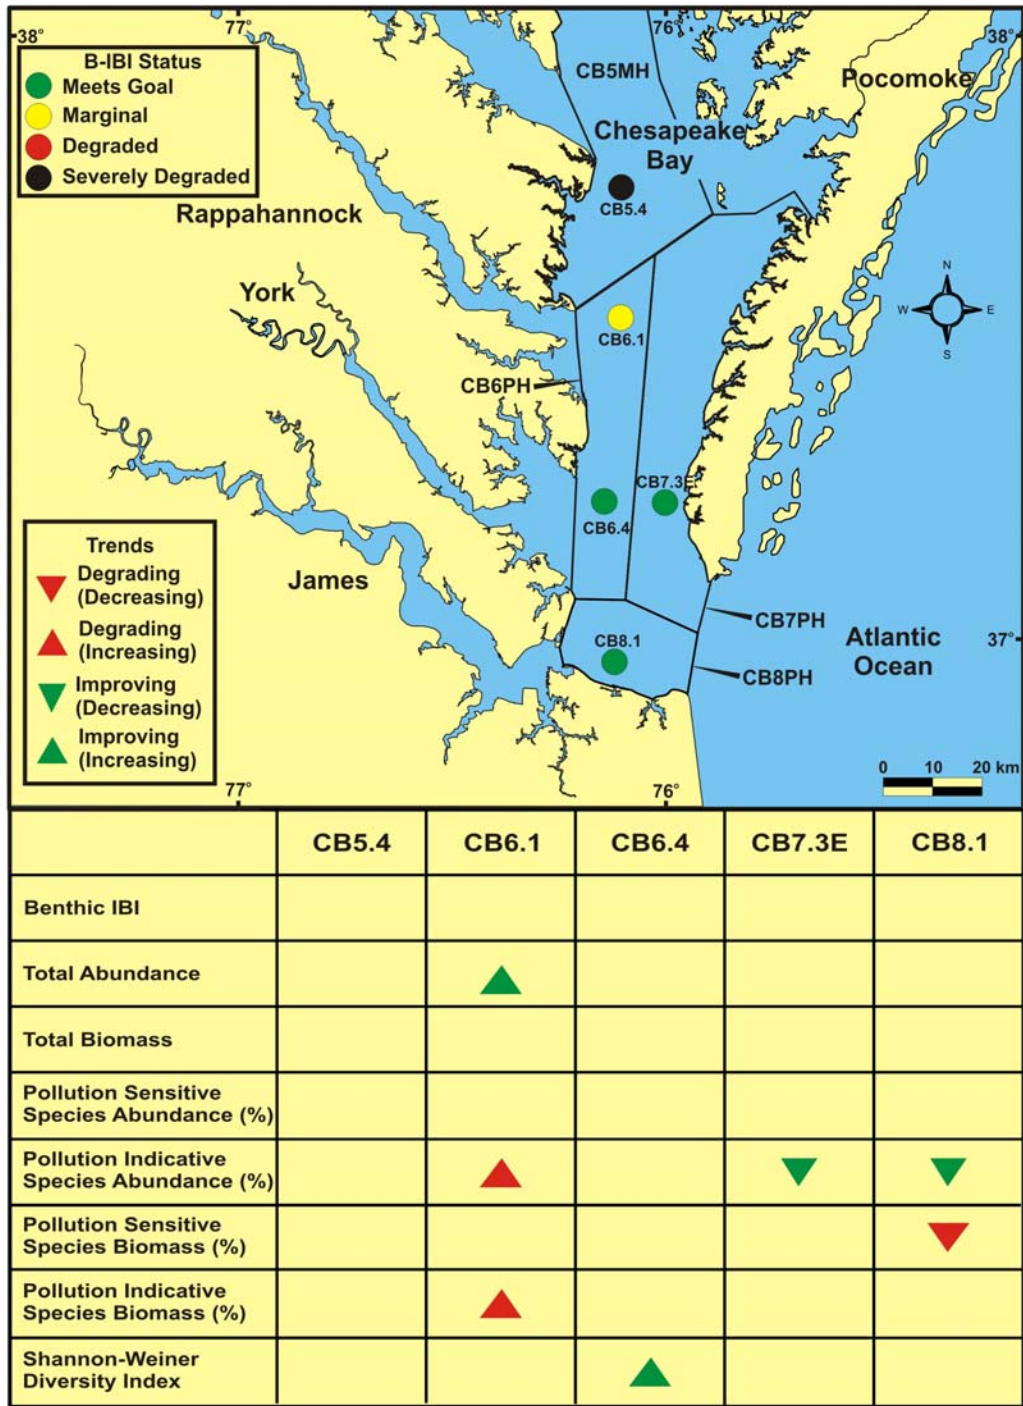 77°
76°
38°
38°
B-IBI Status
Meets Goal
Marginal
Degraded
Severely Degraded
CB5MH
Pocomoke
Chesapeake
Bay
CB5.4
Rappahannock
York
N
W
E
S
CB6.1
CB6PH
CB7.3E
CB6.4
Trends
Degrading
(Decreasing)
Degrading
(Increasing)
Improving
(Decreasing)
Improving
(Increasing)
James
CB7PH
CB8.1
Atlantic
Ocean
37°
CB8PH
0 10 20 km
77°
76°
CB5.4 CB6.1 CB6.4 CB7.3E CB8.1
Benthic IBI
Total Abundance
Total Biomass
Pollution Sensitive
Species Abundance (%)
Pollution Indicative
Species Abundance (%)
Pollution Sensitive
Species Biomass (%)
Pollution Indicative
Species Biomass (%)
Shannon-Weiner
Diversity Index